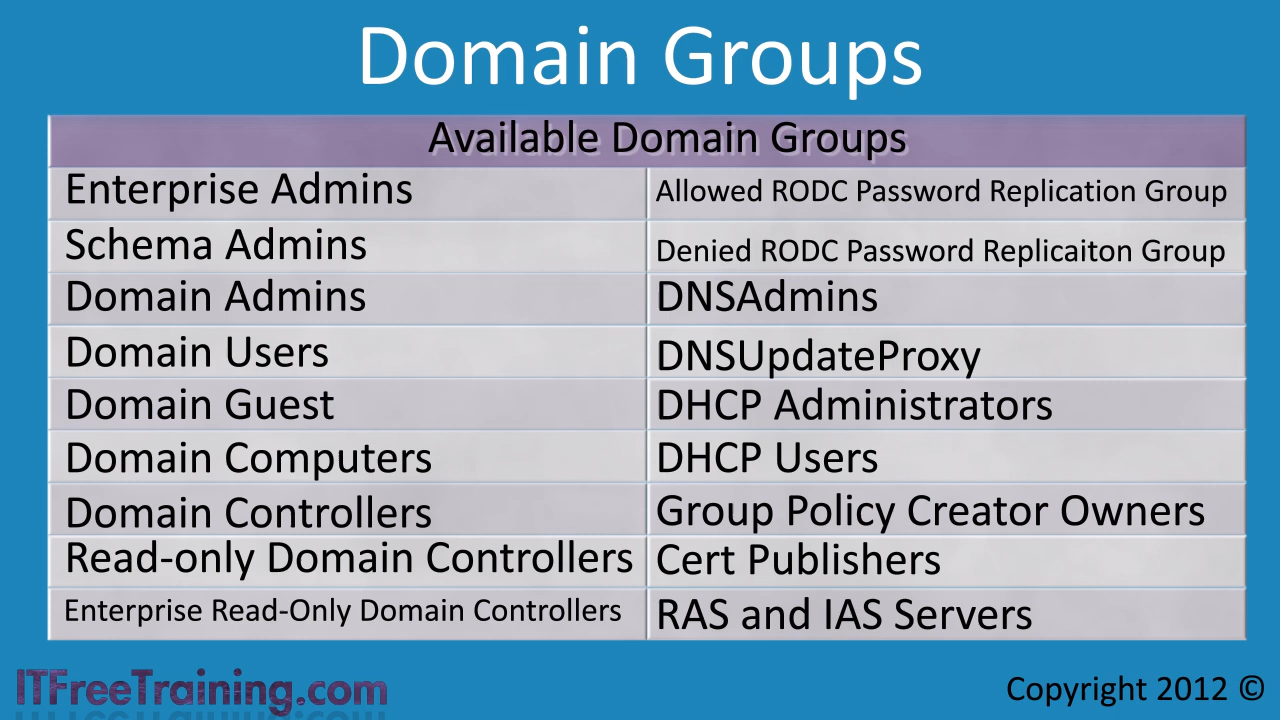 Domain Groups
Available Domain Groups
Enterprise Admins
Allowed RODC Password Replication Group
Schema Admins
Denied RODC Password Replicaiton Group
Domain Admins
DNSAdmins
Domain Users
DNSUpdateProxy
Domain Guest
DHCP Administrators
Domain Computers
DHCP Users
Domain Controllers
Group Policy Creator Owners
Read-only Domain Controllers
Cert Publishers
Enterprise Read-Only Domain Controllers
RAS and IAS Servers
ITFreeTraining.com
Copyright 2012 ©